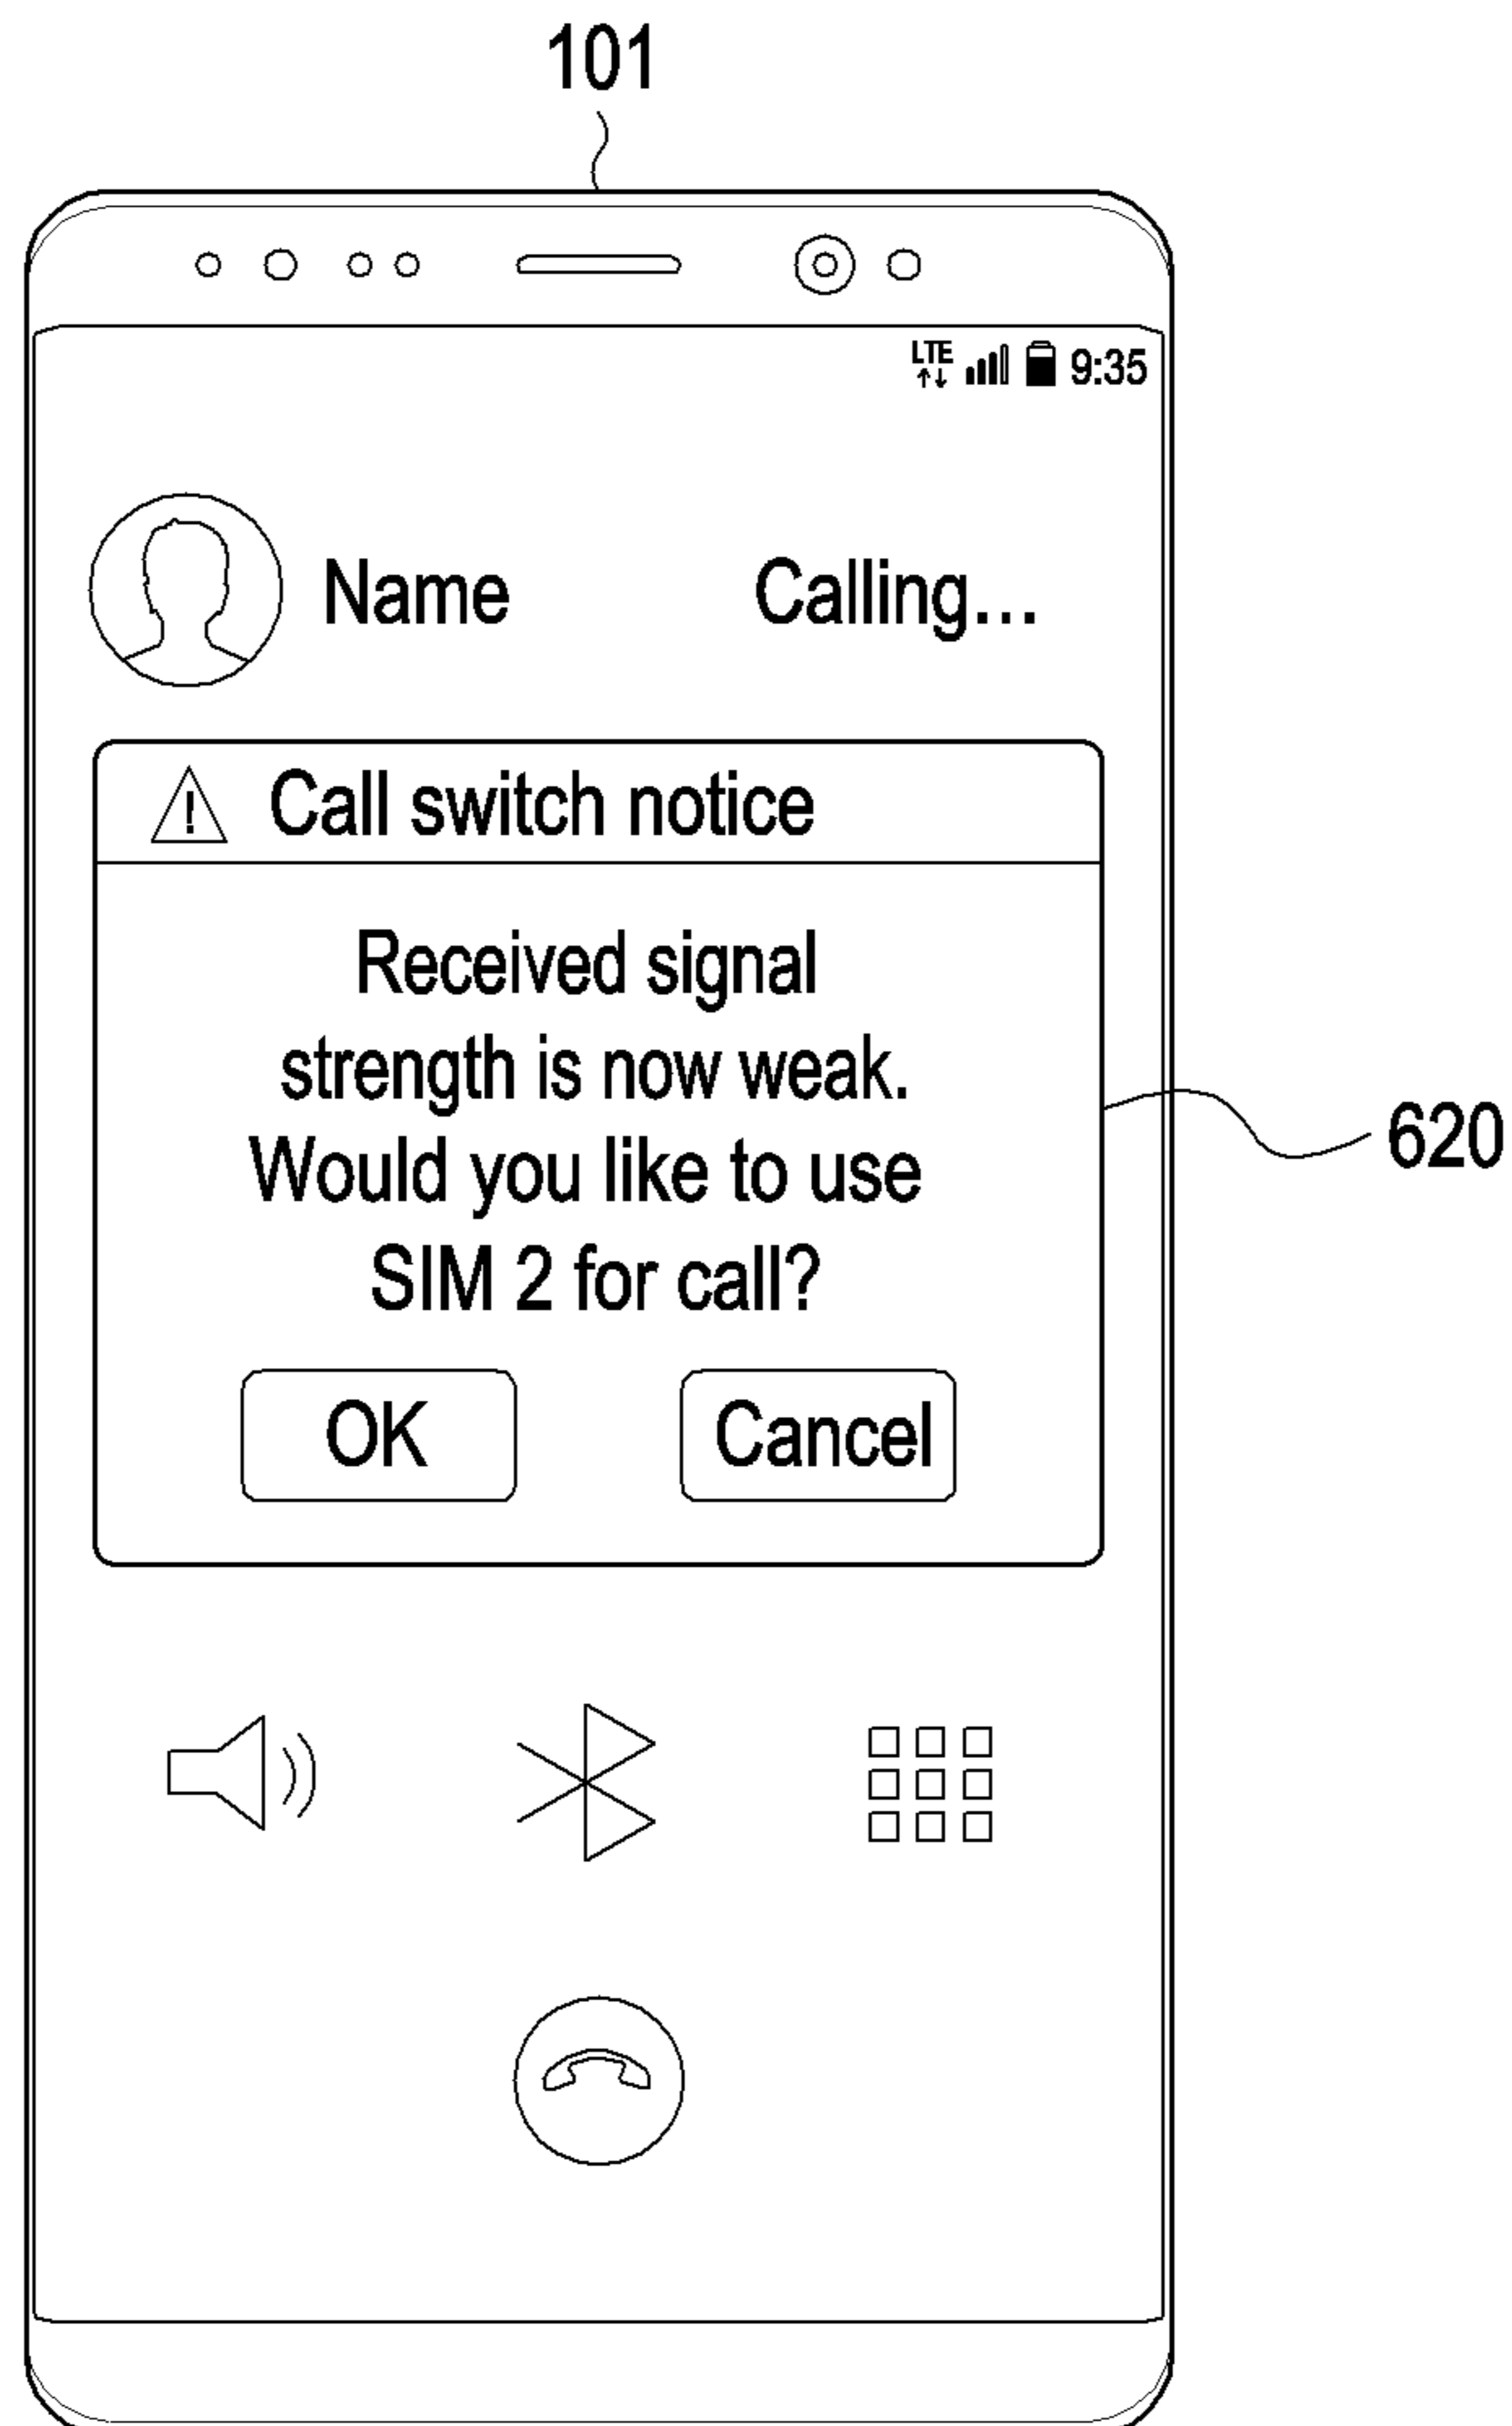 101
LTE 9:35
Name Calling...
! Call switch notice
Received signal
strength is now weak.
Would you like to use
SIM 2 for call?
620
OK Cancel